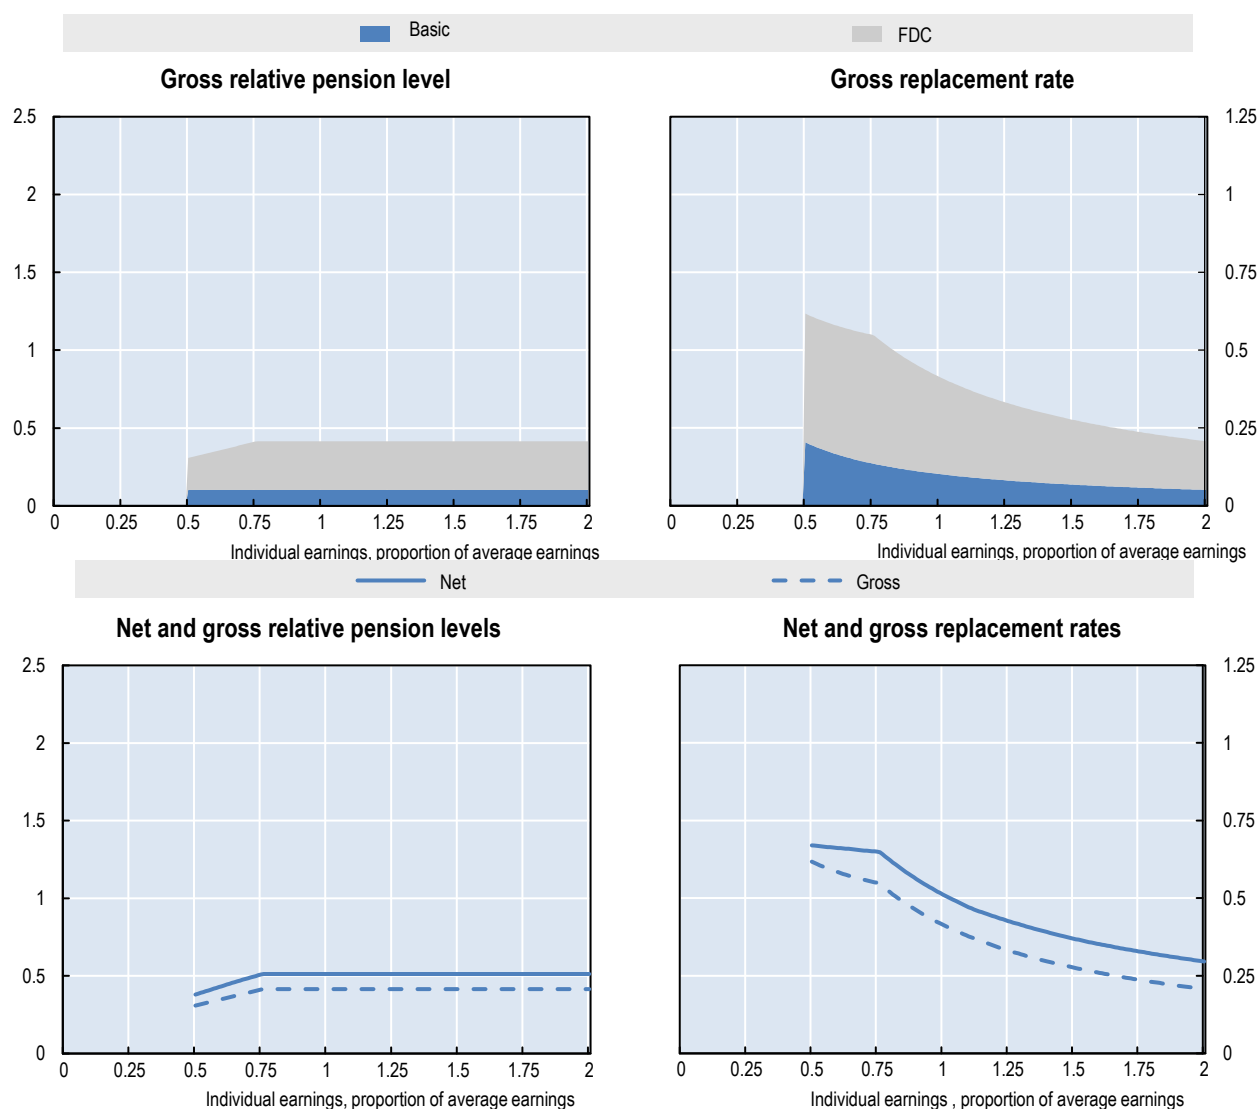 Basic FDC
Gross relative pension level
2.5
2
1.5
1
0.5
0
0 0.25 0.5 0.75 1 1.25 1.5 1.75 2
Individual earnings, proportion of average earnings
Gross replacement rate
1.25
1
0.75
0.5
0.25
0
0 0.25 0.5 0.75 1 1.25 1.5 1.75 2
Individual earnings, proportion of average earnings
Net Gross
Net and gross relative pension levels
2.5
2
1.5
1
0.5
0
0 0.25 0.5 0.75 1 1.25 1.5 1.75 2
Individual earnings, proportion of average earnings
Net and gross replacement rates
1.25
1
0.75
0.5
0.25
0
0 0.25 0.5 0.75 1 1.25 1.5 1.75 2
Individual earnings , proportion of average earnings